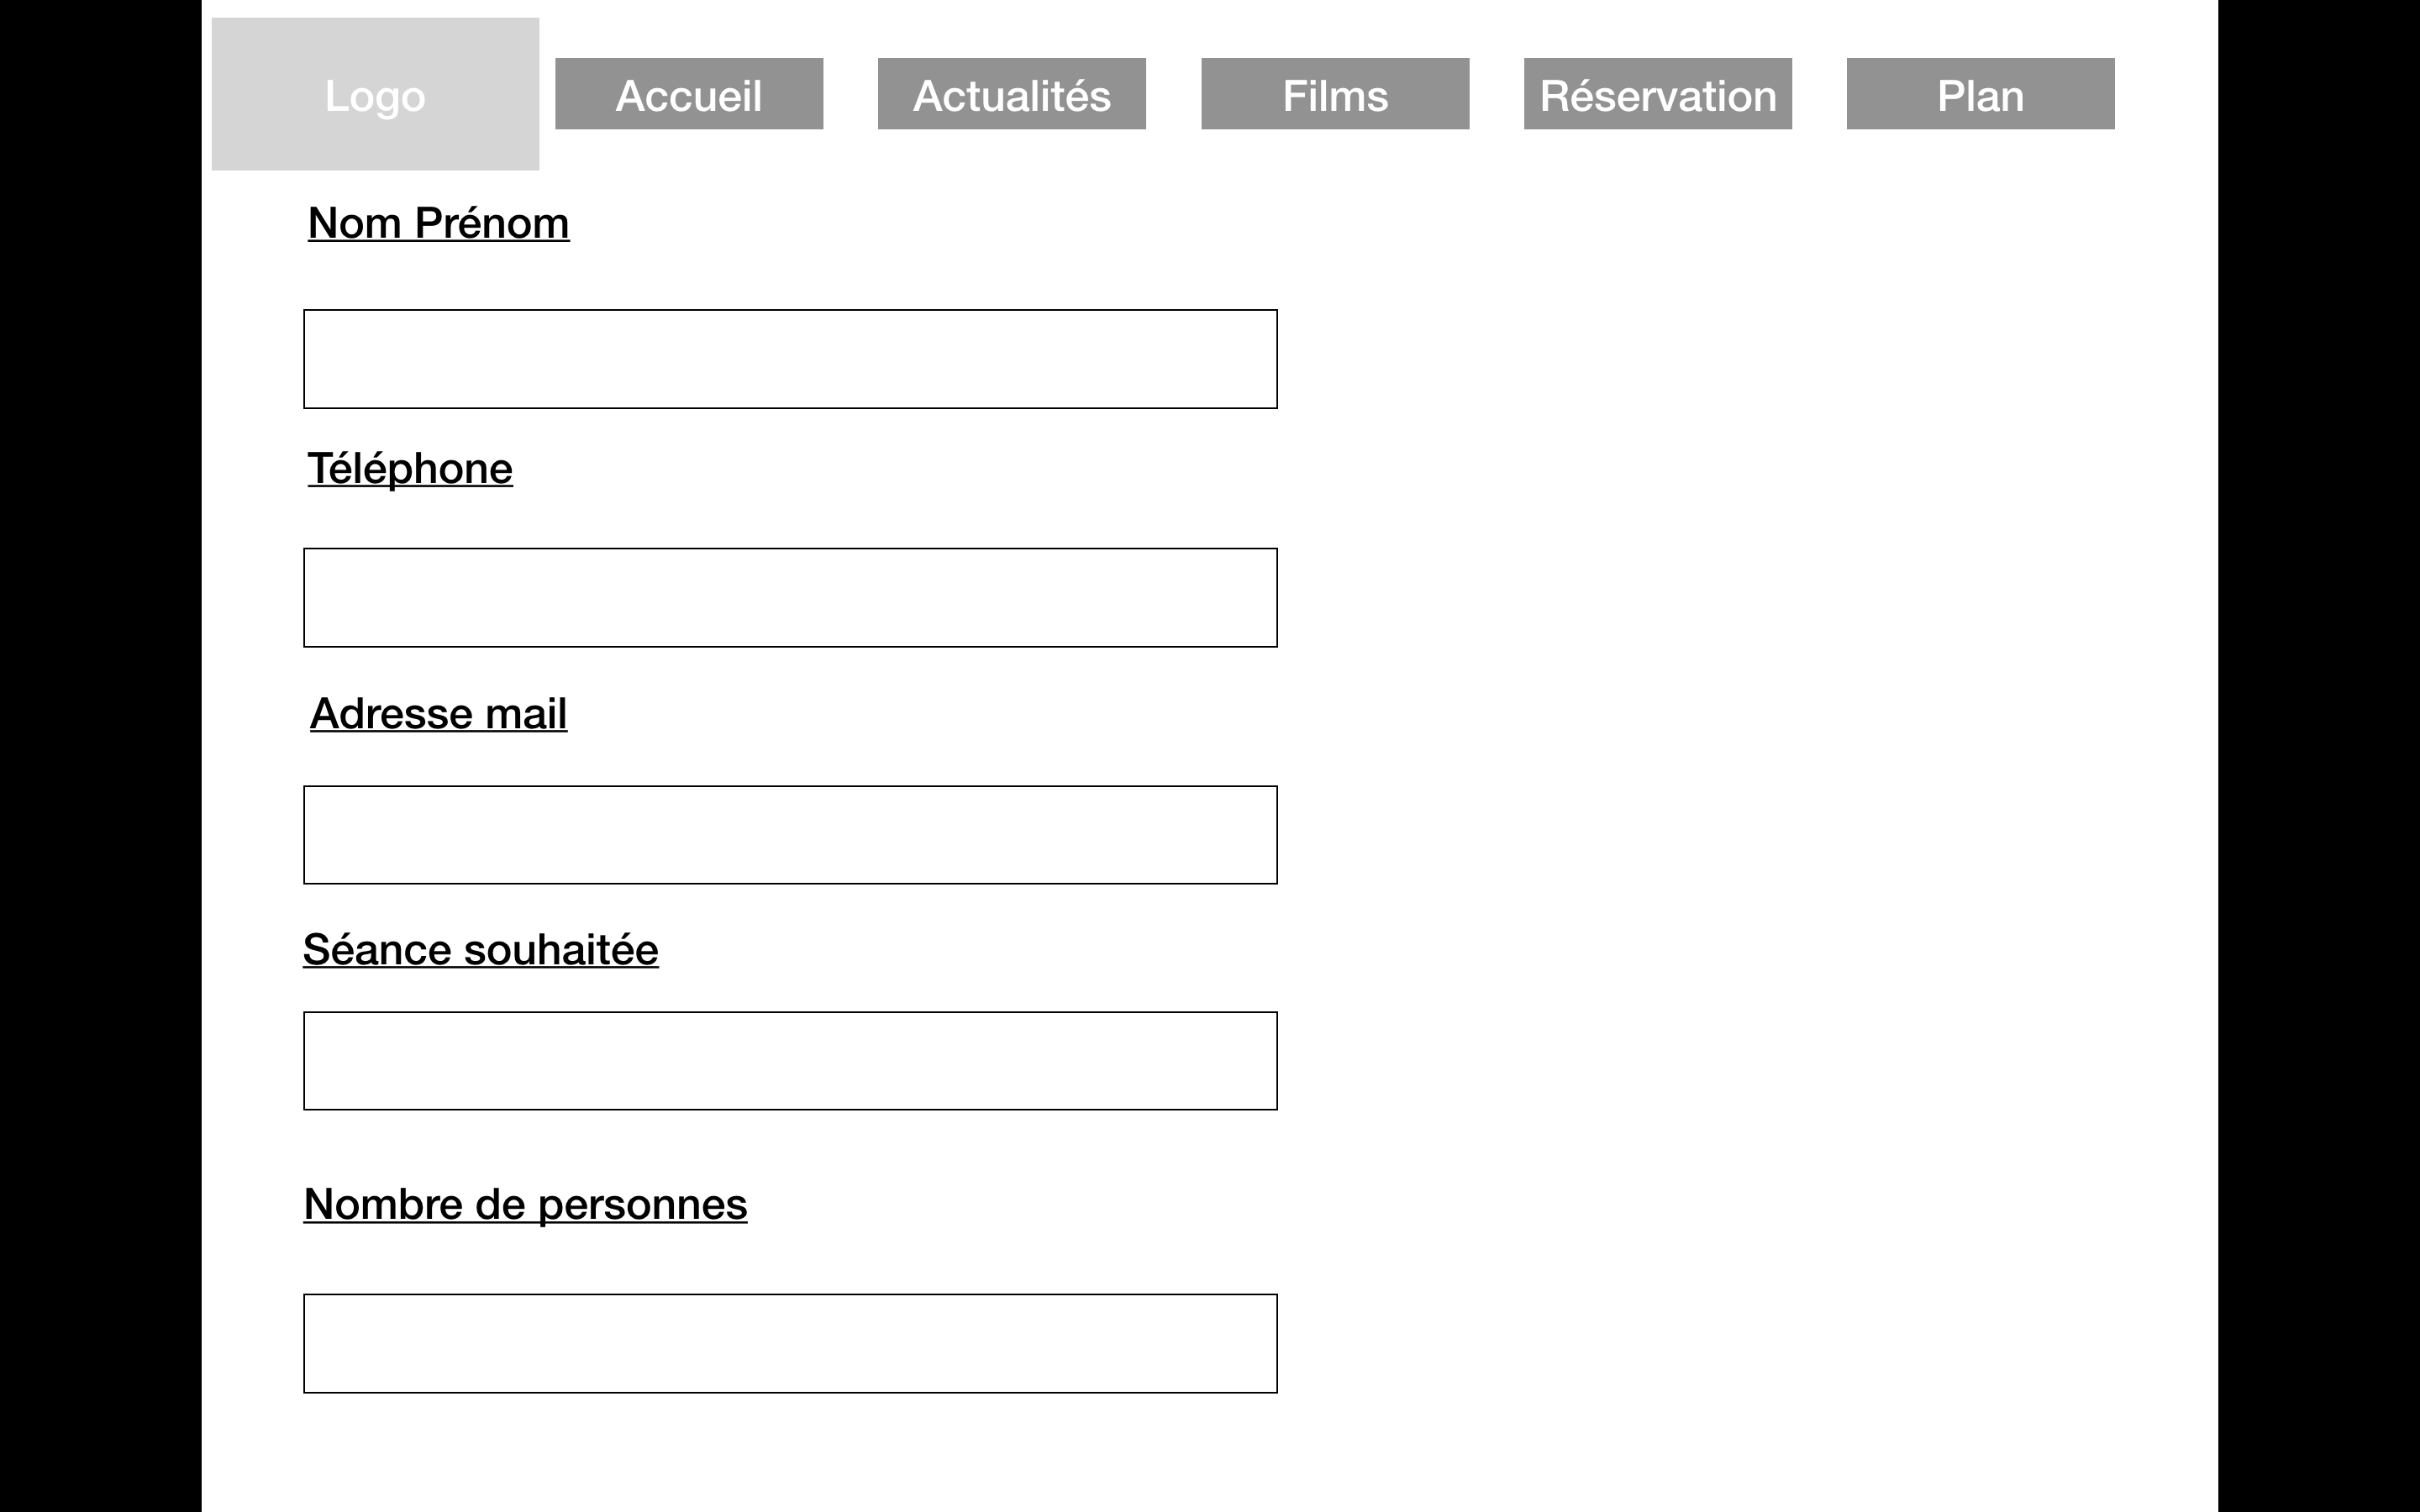 Logo
Accueil
Actualités
Films
Réservation
Plan
Nom Prénom
Téléphone
Adresse mail
Séance souhaitée
Nombre de personnes